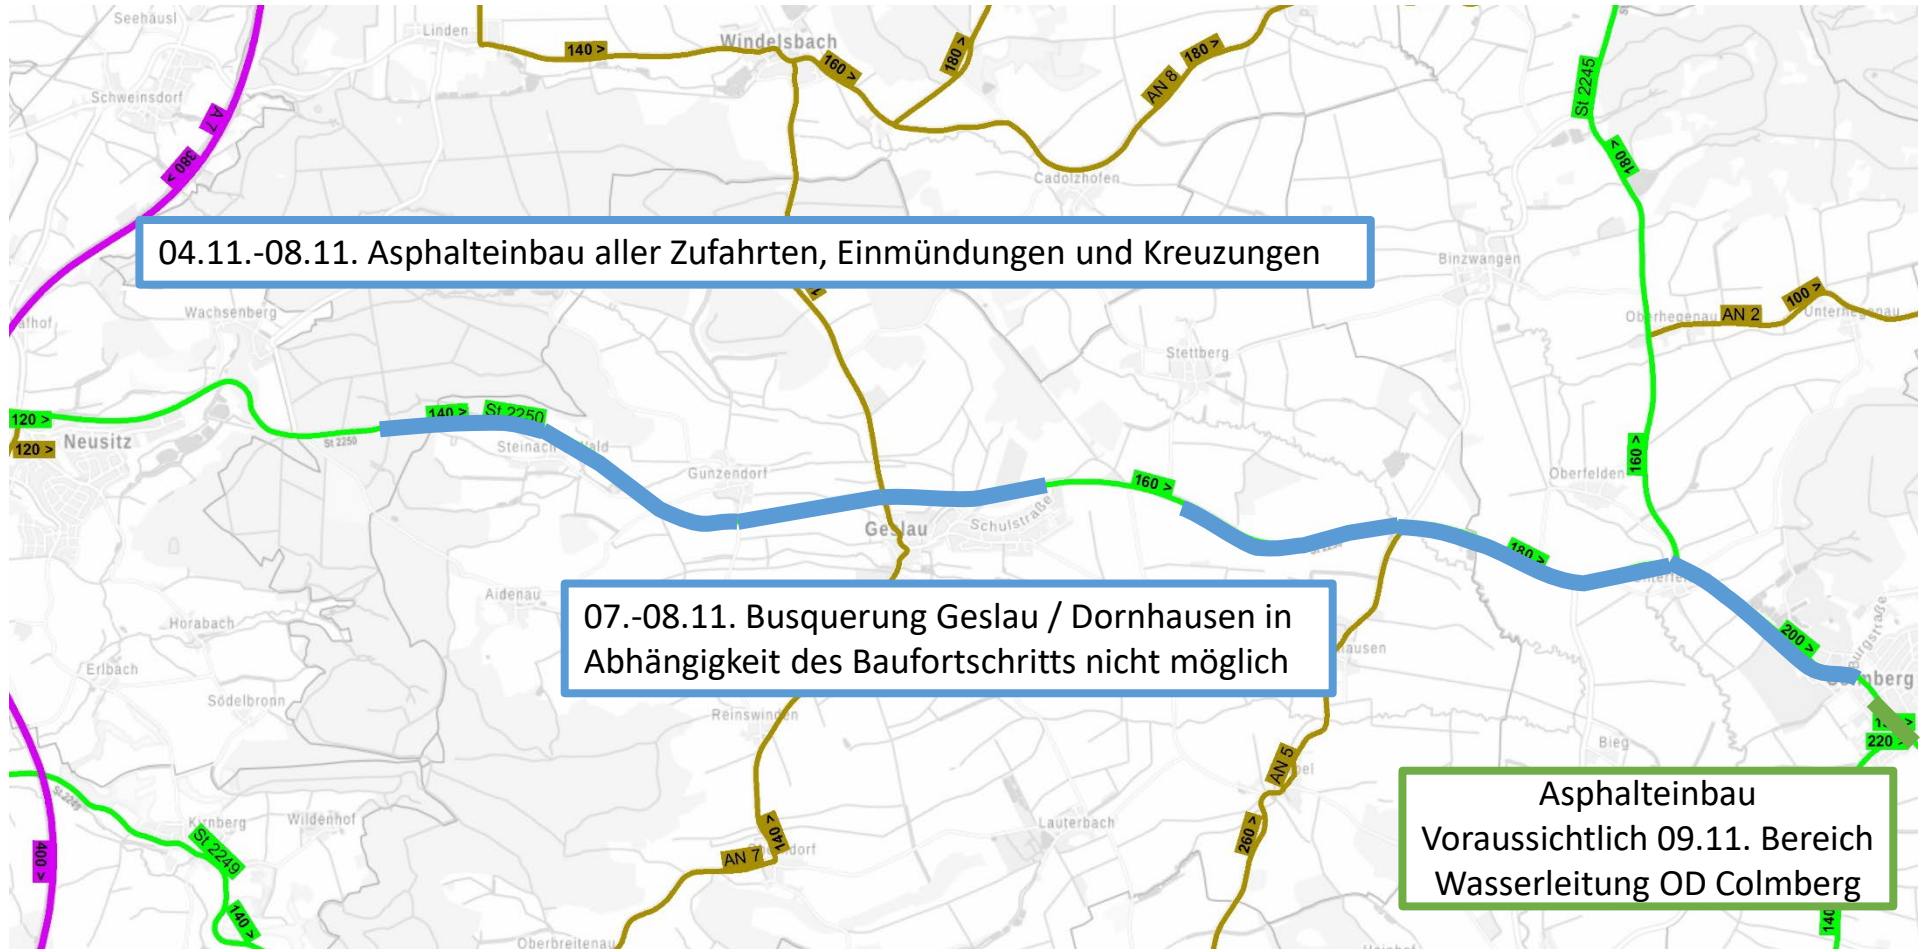 Seehäusl
Linden
140 >
Windelsbach
160 >
180 >
180 >
AN 8
St 2245
Schweinsdorf
A 7
380 >
180 >
Cadolzhofen
04.11.-08.11. Asphalteinbau aller Zufahrten, Einmündungen und Kreuzungen
Binzwangen
Wachsenberg
100 >
AN 2
Stettberg
120 >
Neusitz
120 >
St 2250
140 >
St 2250
Gunzendorf
160 >
160 >
Oberfelden
Schulstraße
180 >
Aidenau
07.-08.11. Busquerung Geslau / Dornhausen in
Abhängigkeit des Baufortschritts nicht möglich
Horabach
200 >
Erlbach
Södelbronn
Reinswinden
220 >
Bieg
AN 5
Asphalteinbau
Voraussichtlich 09.11. Bereich
Wasserleitung OD Colmberg
St 2249
Kirnberg
Wildenhof
St 2249
400 >
140 >
AN 7
140 >
Lauterbach
260 >
140
Oberbreitenau